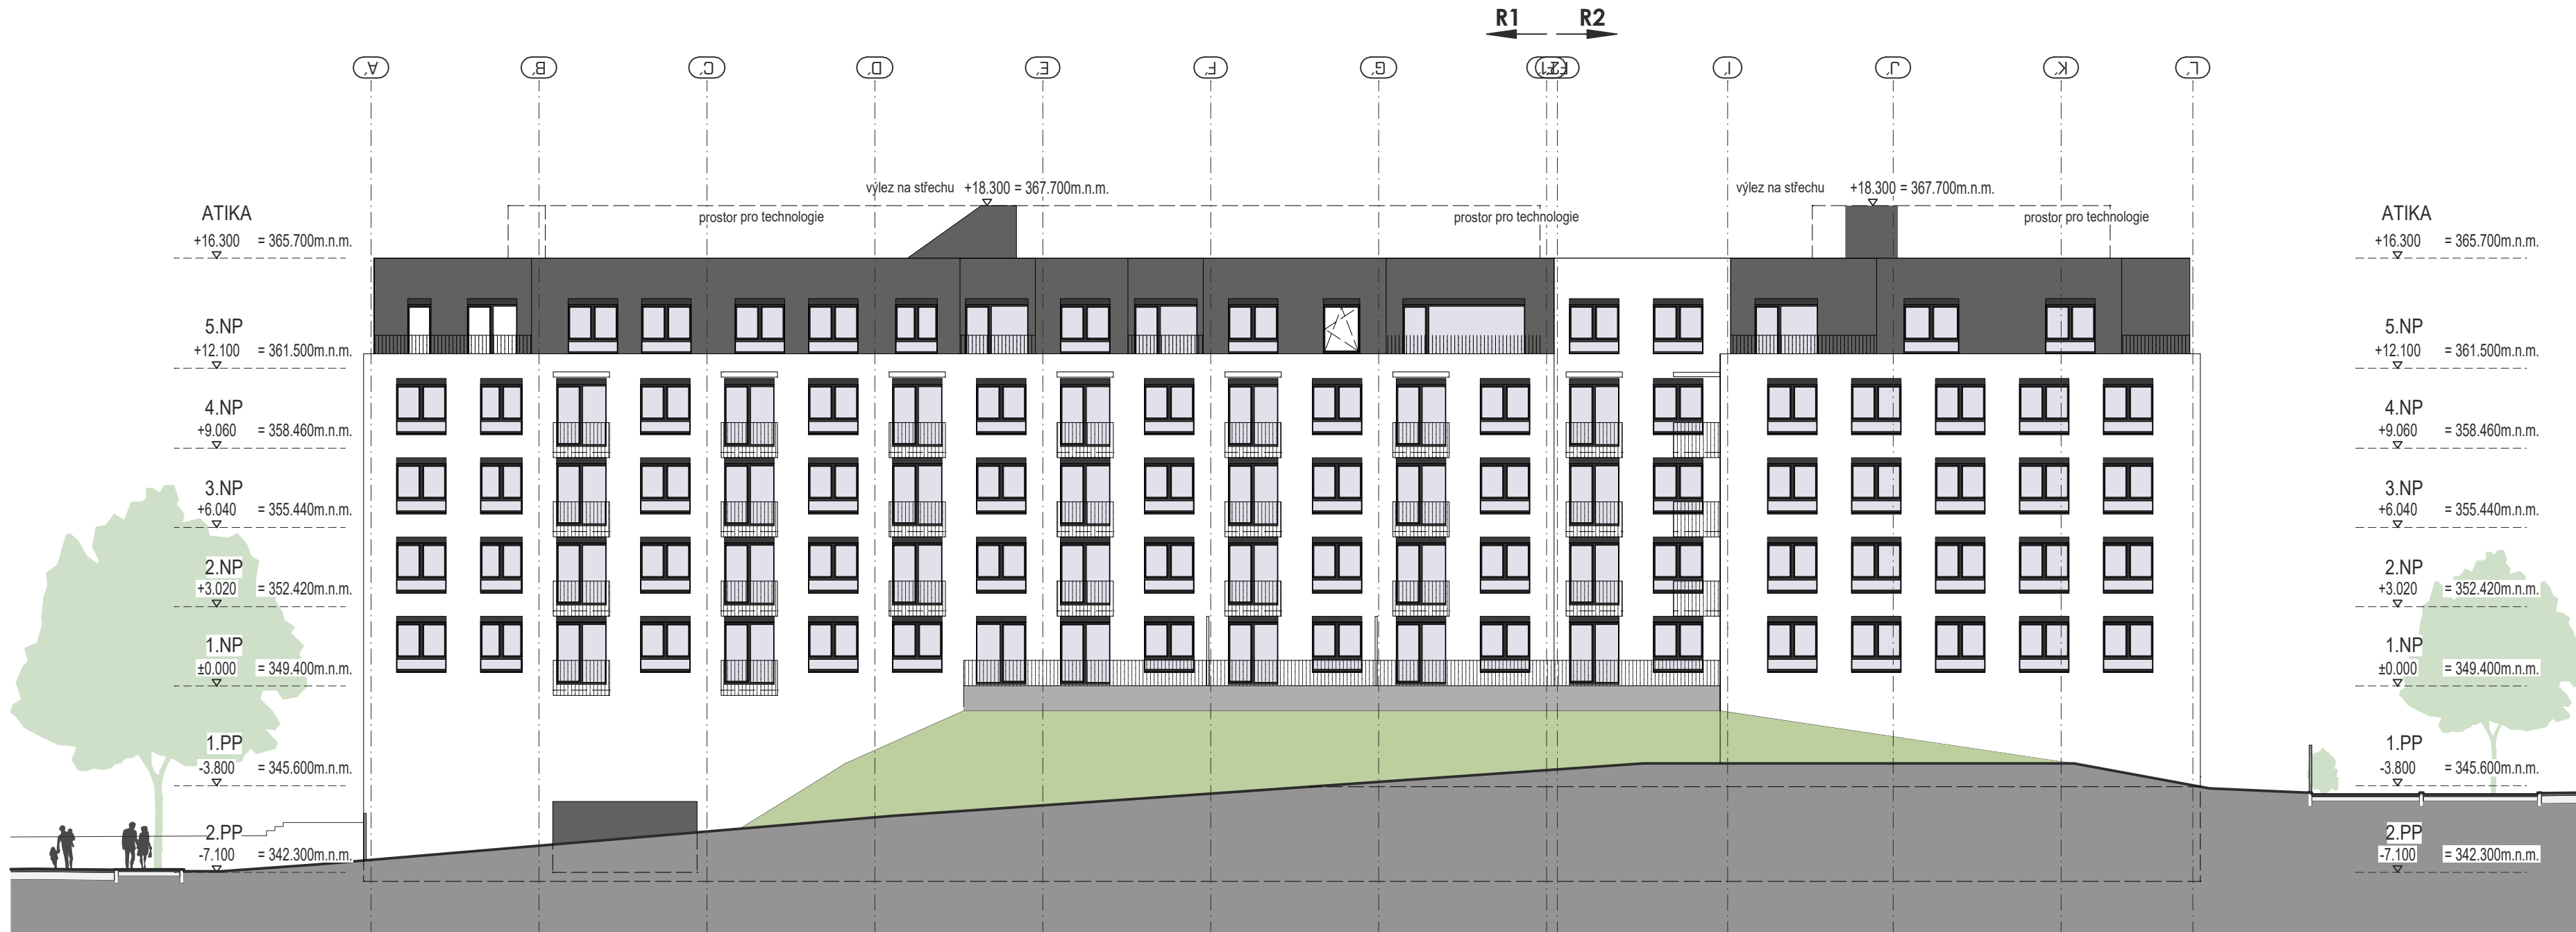 R1 R2
A' B' C' D' E' F' G' I' J' K' L'
výlez na střechu +18.300 = 367.700m.n.m. výlez na střechu +18.300 = 367.700m.n.m.
ATIKA prostor pro technologie prostor pro technologie prostor pro technologie ATIKA
+16.300 = 365.700m.n.m. +16.300 = 365.700m.n.m.
5.NP 5.NP
+12.100 = 361.500m.n.m. +12.100 = 361.500m.n.m.
4.NP 4.NP
+9.060 = 358.460m.n.m. +9.060 = 358.460m.n.m.
3.NP 3.NP
+6.040 = 355.440m.n.m. +6.040 = 355.440m.n.m.
2.NP 2.NP
+3.020 = 352.420m.n.m. +3.020 = 352.420m.n.m.
1.NP 1.NP
±0.000 = 349.400m.n.m. ±0.000 = 349.400m.n.m.
1.PP 1.PP
-3.800 = 345.600m.n.m. -3.800 = 345.600m.n.m.
2.PP 2.PP
-7.100 = 342.300m.n.m. -7.100 = 342.300m.n.m.